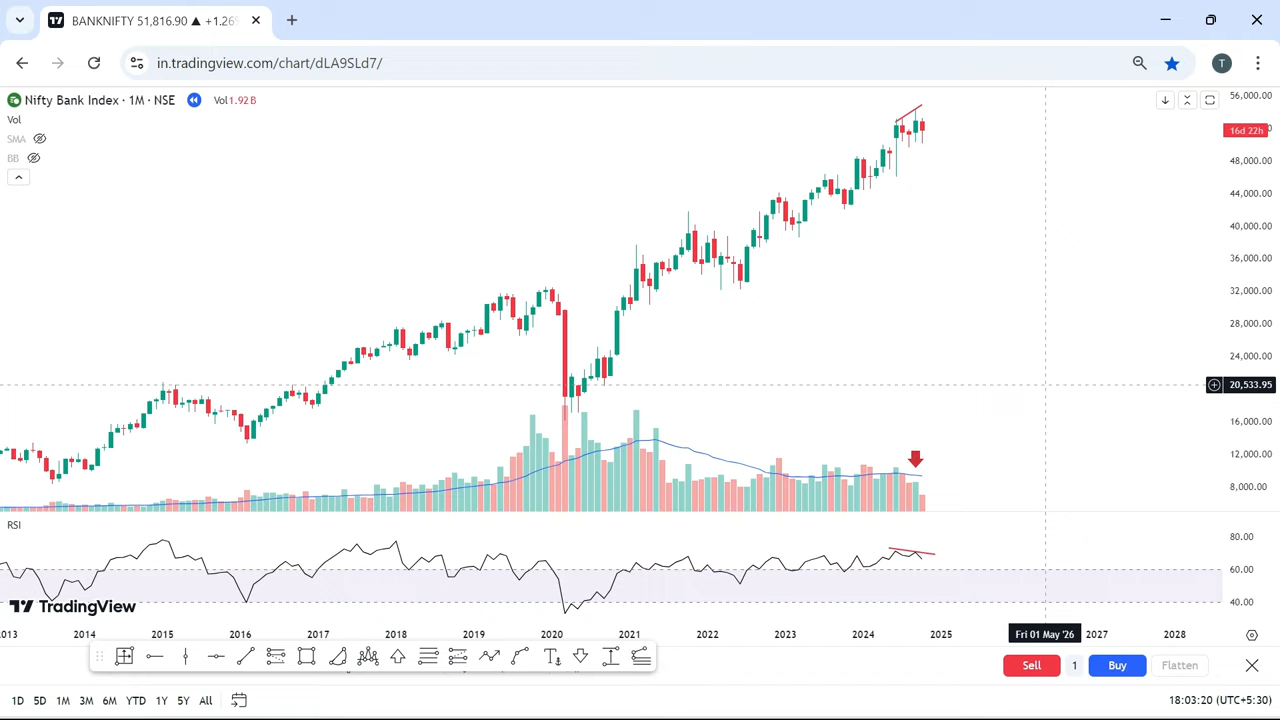 BANKNIFTY 51,816.90 ▲ +1.26%
in.tradingview.com/chart/dLA9SLd7/
Nifty Bank Index · 1M · NSE Vol 1.92 B
Vol
SMA
BB
56,000.00
16d 22h
48,000.00
44,000.00
40,000.00
36,000.00
32,000.00
28,000.00
24,000.00
20,533.95
16,000.00
12,000.00
8,000.00
RSI
80.00
60.00
40.00
TradingView
2013 2014 2015 2016 2017 2018 2019 2020 2021 2022 2023 2024 2025 Fri 01 May '26 2027 2028
Sell 1 Buy Flatten
1D 5D 1M 3M 6M YTD 1Y 5Y All 18:03:20 (UTC+5:30)
T